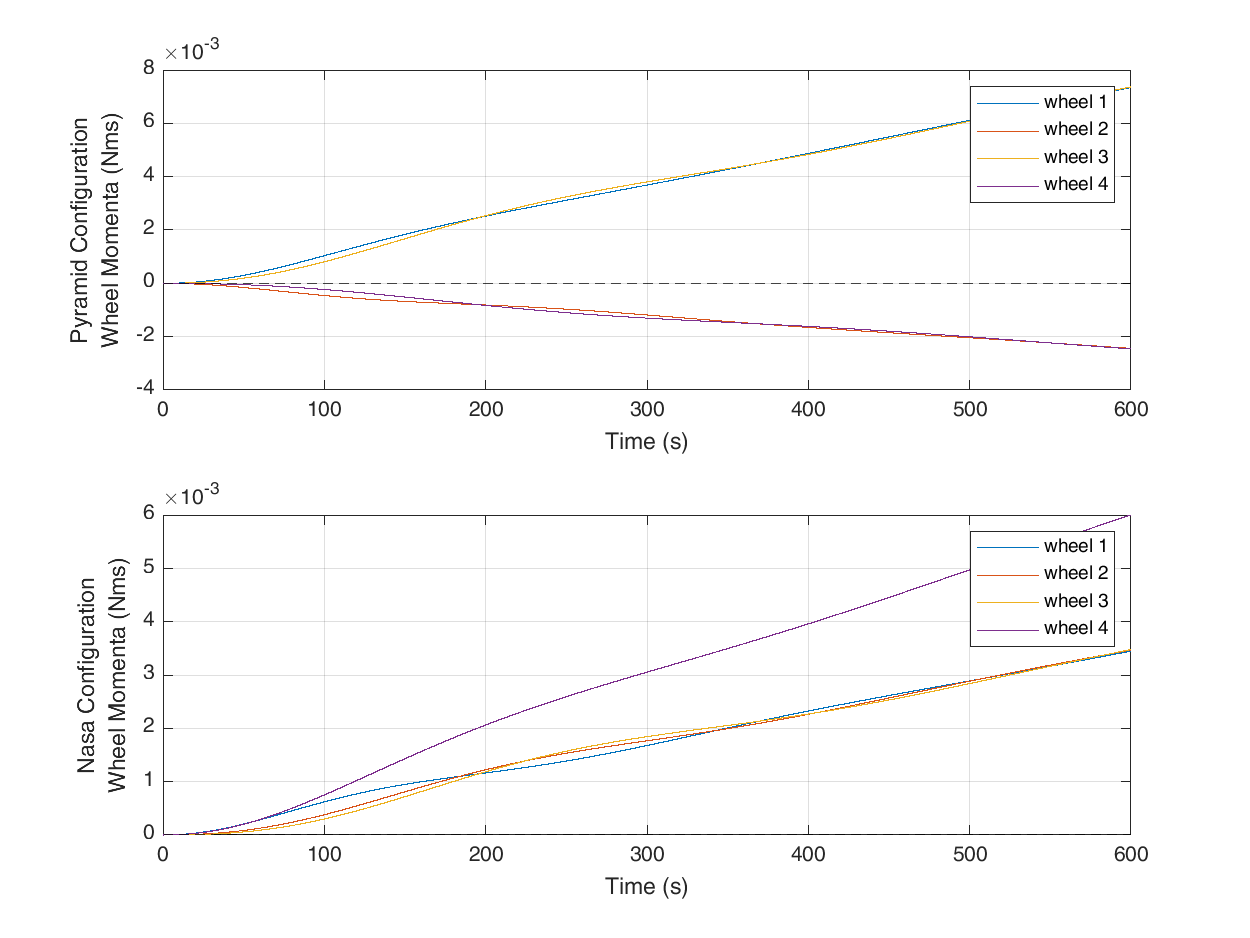 ×10-3
8
6
4
2
0
-2
-4
Pyramid Configuration
Wheel Momenta (Nms)
wheel 1
wheel 2
wheel 3
wheel 4
0 100 200 300 400 500 600
Time (s)
×10-3
6
5
4
3
2
1
0
Nasa Configuration
Wheel Momenta (Nms)
wheel 1
wheel 2
wheel 3
wheel 4
0 100 200 300 400 500 600
Time (s)